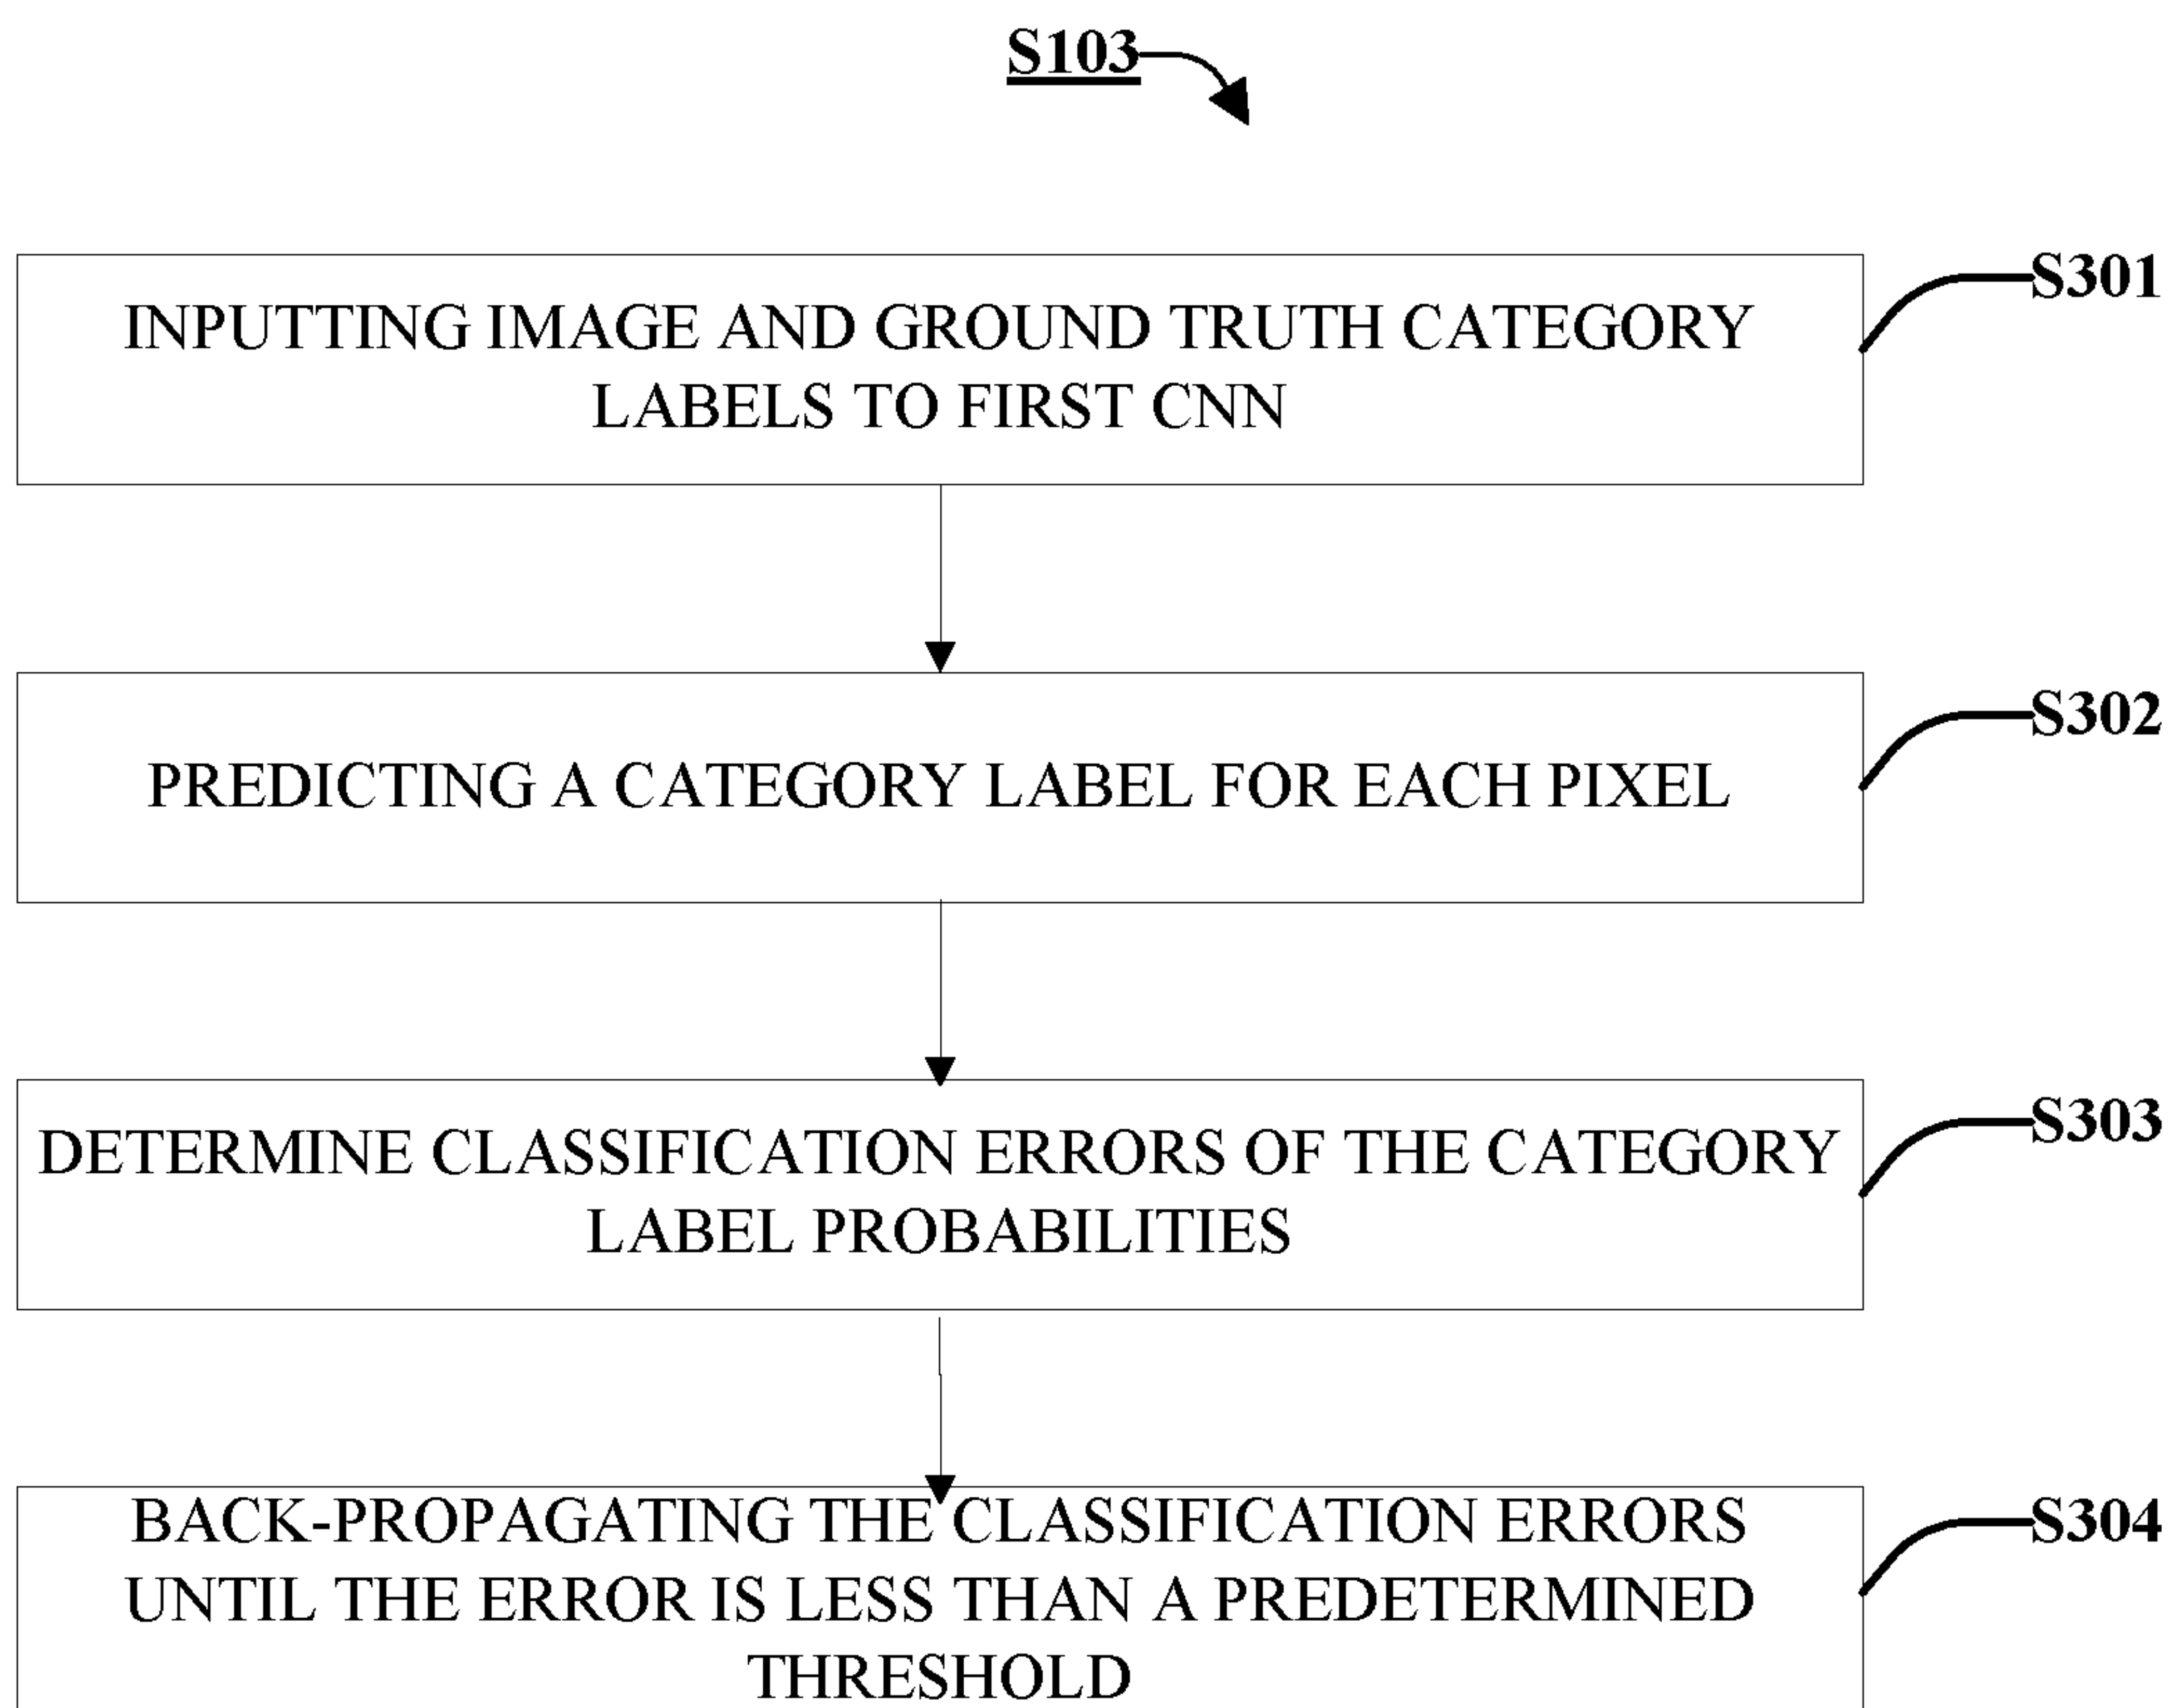 S103
INPUTTING IMAGE AND GROUND TRUTH CATEGORY
LABELS TO FIRST CNN
S301
PREDICTING A CATEGORY LABEL FOR EACH PIXEL
S302
DETERMINE CLASSIFICATION ERRORS OF THE CATEGORY
LABEL PROBABILITIES
S303
BACK-PROPAGATING THE CLASSIFICATION ERRORS
UNTIL THE ERROR IS LESS THAN A PREDETERMINED
THRESHOLD
S304